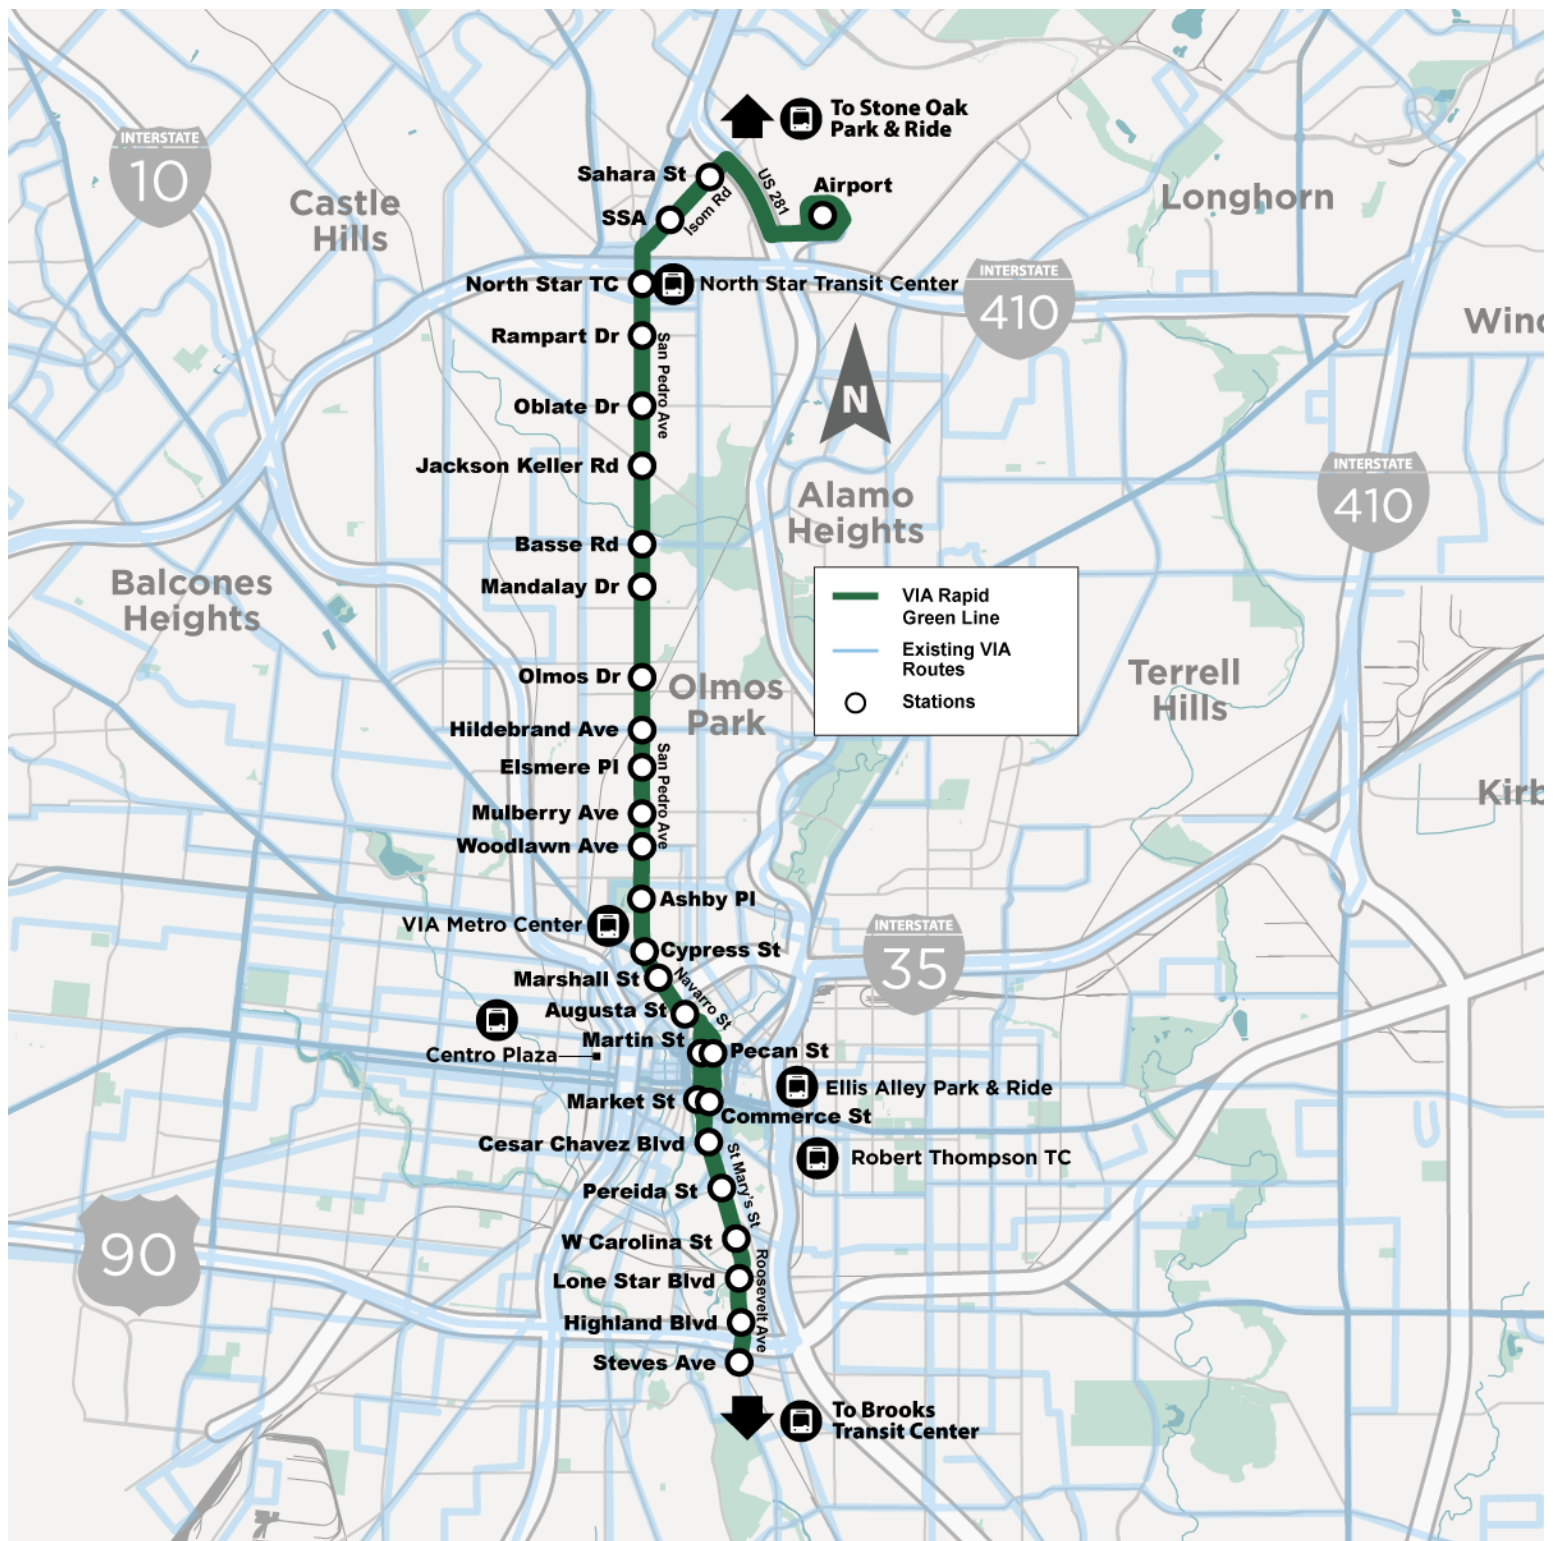 To Stone Oak
Park & Ride
INTERSTATE
10
Sahara St
US 281
Airport
Castle
Hills
Longhorn
SSA
Isom Rd
North Star TC
North Star Transit Center
INTERSTATE
410
Rampart Dr
San Pedro Ave
Oblate Dr
N
Jackson Keller Rd
INTERSTATE
410
Alamo
Heights
Basse Rd
Mandalay Dr
Balcones
Heights
VIA Rapid
Green Line
Existing VIA
Routes
Stations
Olmos Dr
Olmos
Park
Terrell
Hills
Hildebrand Ave
Elsmere Pl
San Pedro Ave
Mulberry Ave
Woodlawn Ave
Ashby Pl
VIA Metro Center
Cypress St
INTERSTATE
35
Marshall St
Navarro St
Augusta St
Martin St
Pecan St
Centro Plaza
Ellis Alley Park & Ride
Market St
Commerce St
Cesar Chavez Blvd
Robert Thompson TC
St Mary's St
Pereida St
90
W Carolina St
Lone Star Blvd
Roosevelt Ave
Highland Blvd
Steves Ave
To Brooks
Transit Center